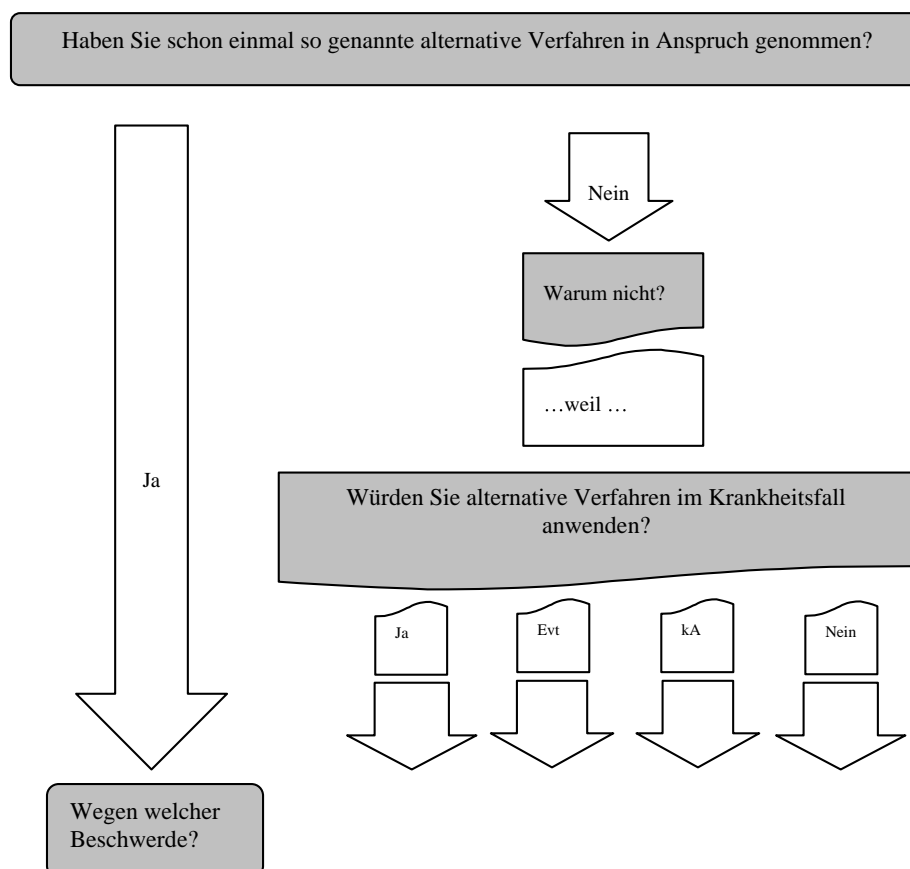 Haben Sie schon einmal so genannte alternative Verfahren in Anspruch genommen?
Nein
Warum nicht?
…weil …
Ja
Würden Sie alternative Verfahren im Krankheitsfall
anwenden?
Ja
Evt
kA
Nein
Wegen welcher
Beschwerde?